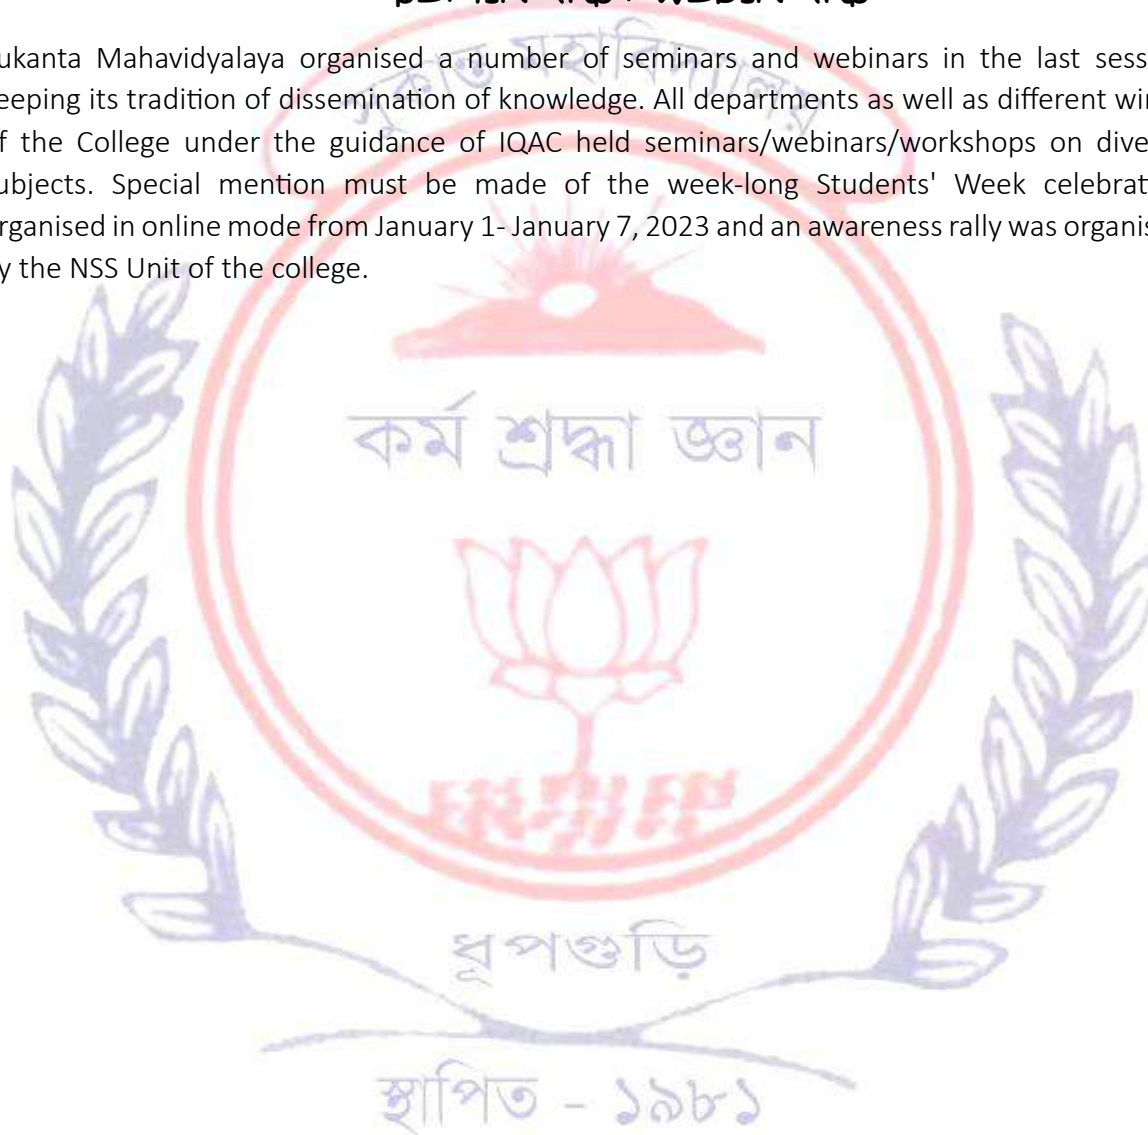 ukanta Mahavidyalaya organised a number of seminars and webinars in the last sess
eeping its tradition of dissemination of knowledge. All departments as well as different wi
f the College under the guidance of IQAC held seminars/webinars/workshops on dive
ubjects. Special mention must be made of the week-long Students' Week celebrat
rganised in online mode from January 1- January 7, 2023 and an awareness rally was organis
y the NSS Unit of the college.
সুকান্ত মহাবিদ্যালয়
কর্ম শ্রদ্ধা জ্ঞান
ধূপগুড়ি
স্থাপিত - ১৯৮১